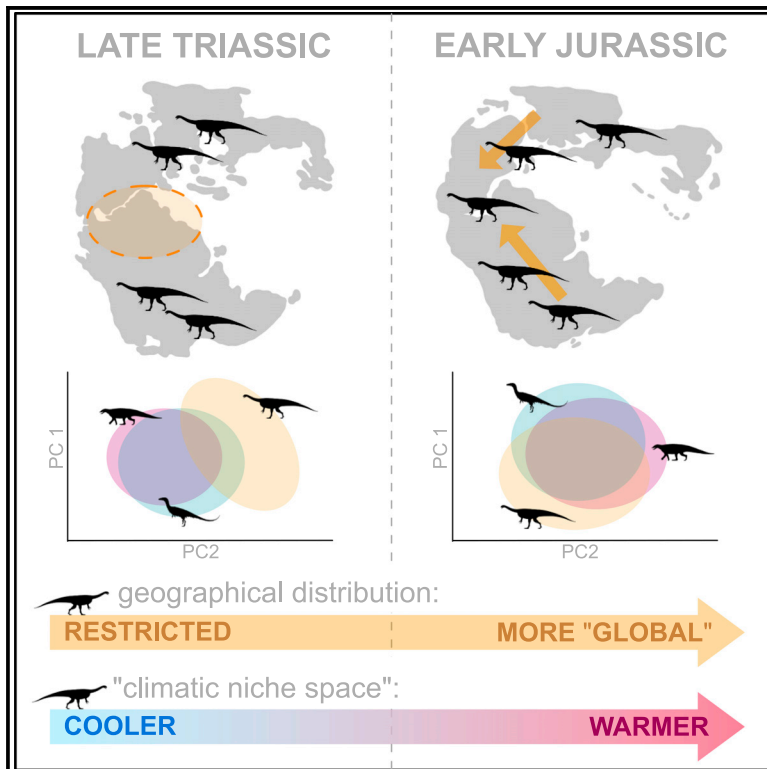 LATE TRIASSIC
EARLY JURASSIC
PC 1
PC2
PC 1
PC2
geographical distribution:
RESTRICTED
MORE "GLOBAL"
"climatic niche space":
COOLER
WARMER